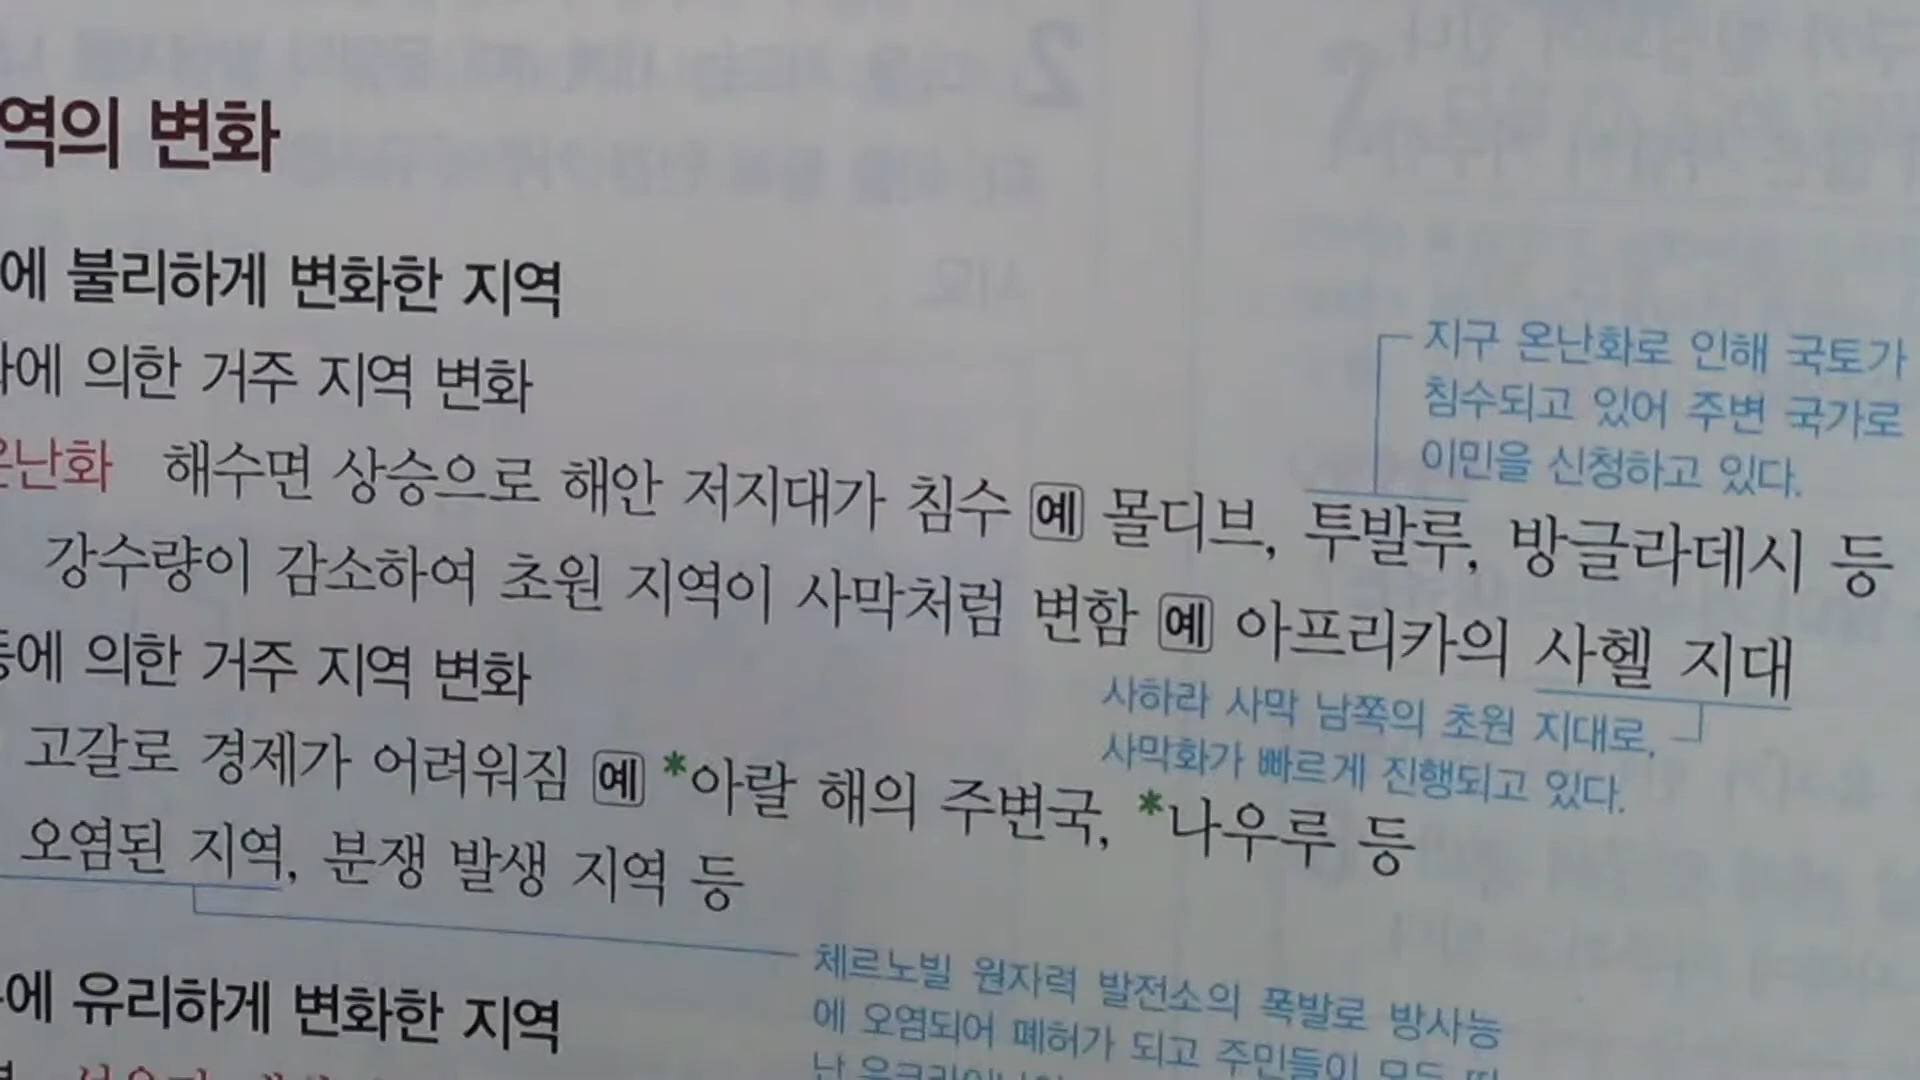 역의 변화
에 불리하게 변화한 지역
에 의한 거주 지역 변화
지구 온난화로 인해 국토가
침수되고 있어 주변 국가로
이민을 신청하고 있다.
온난화 해수면 상승으로 해안 저지대가 침수 예 몰디브, 투발루, 방글라데시 등
강수량이 감소하여 초원 지역이 사막처럼 변함 예 아프리카의 사헬 지대
사하라 사막 남쪽의 초원 지대로,
사막화가 빠르게 진행되고 있다.
에 의한 거주 지역 변화
고갈로 경제가 어려워짐 예 *아랄 해의 주변국, *나우루 등
오염된 지역, 분쟁 발생 지역 등
체르노빌 원자력 발전소의 폭발로 방사능
에 오염되어 폐허가 되고 주민들이 모두
에 유리하게 변화한 지역